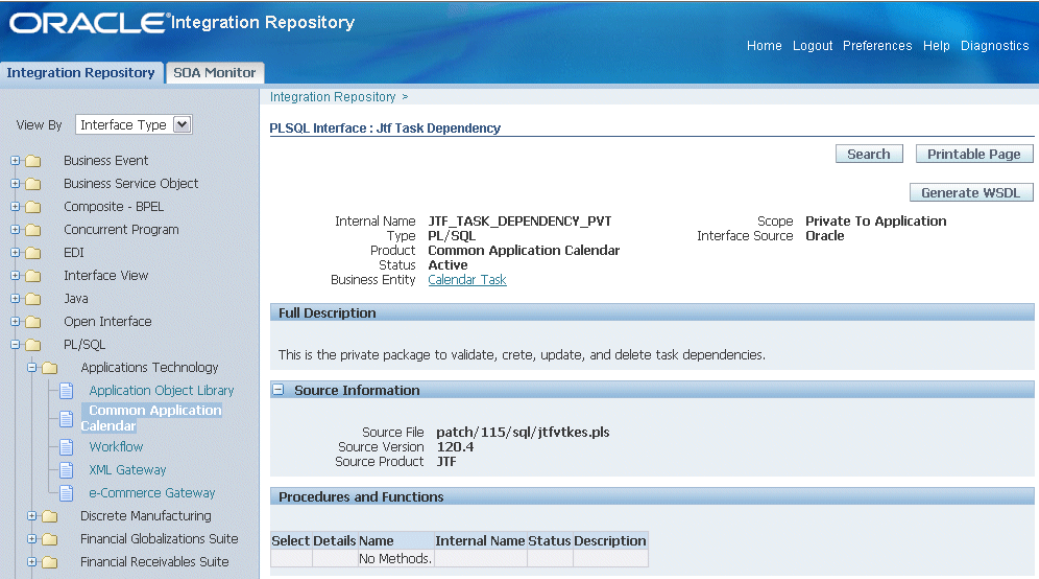 ORACLE Integration Repository
Home Logout Preferences Help Diagnostics
Integration Repository SOA Monitor
View By Interface Type
Business Event
Business Service Object
Composite - BPEL
Concurrent Program
EDI
Interface View
Java
Open Interface
PL/SQL
Applications Technology
Application Object Library
Common Application
Calendar
Workflow
XML Gateway
e-Commerce Gateway
Discrete Manufacturing
Financial Globalizations Suite
Financial Receivables Suite
Integration Repository >
PLSQL Interface : Jtf Task Dependency
Search Printable Page
Generate WSDL
Internal Name JTF_TASK_DEPENDENCY_PVT
Type PL/SQL
Product Common Application Calendar
Status Active
Business Entity Calendar Task
Scope Private To Application
Interface Source Oracle
Full Description
This is the private package to validate, crete, update, and delete task dependencies.
Source Information
Source File patch/115/sql/jtfvtkes.pls
Source Version 120.4
Source Product JTF
Procedures and Functions
Select Details Name Internal Name Status Description
No Methods.